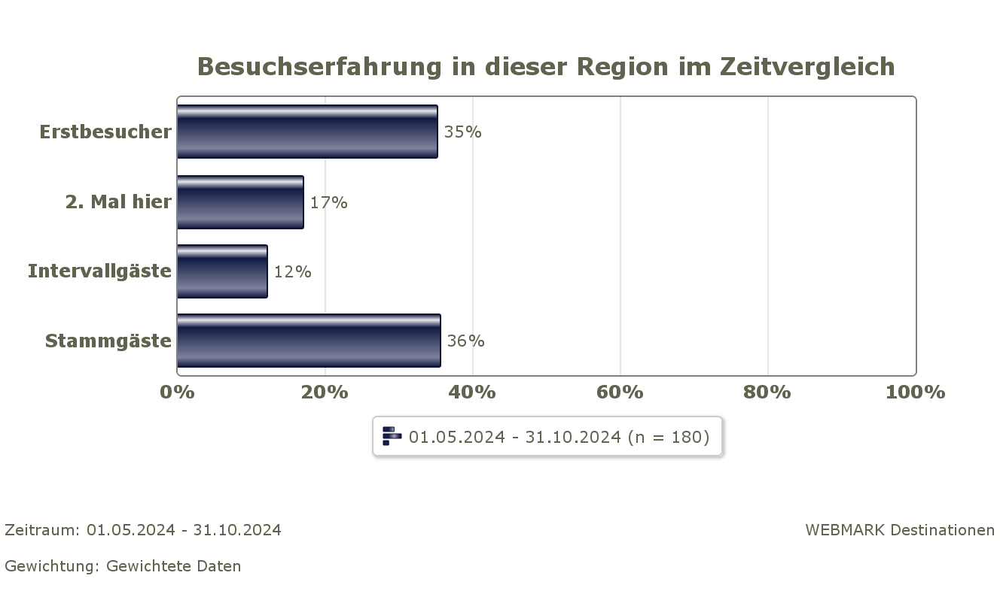 Besuchserfahrung in dieser Region im Zeitvergleich
Erstbesucher 35%
2. Mal hier 17%
Intervallgäste 12%
Stammgäste 36%
0% 20% 40% 60% 80% 100%
01.05.2024 - 31.10.2024 (n = 180)
Zeitraum: 01.05.2024 - 31.10.2024 WEBMARK Destinationen
Gewichtung: Gewichtete Daten